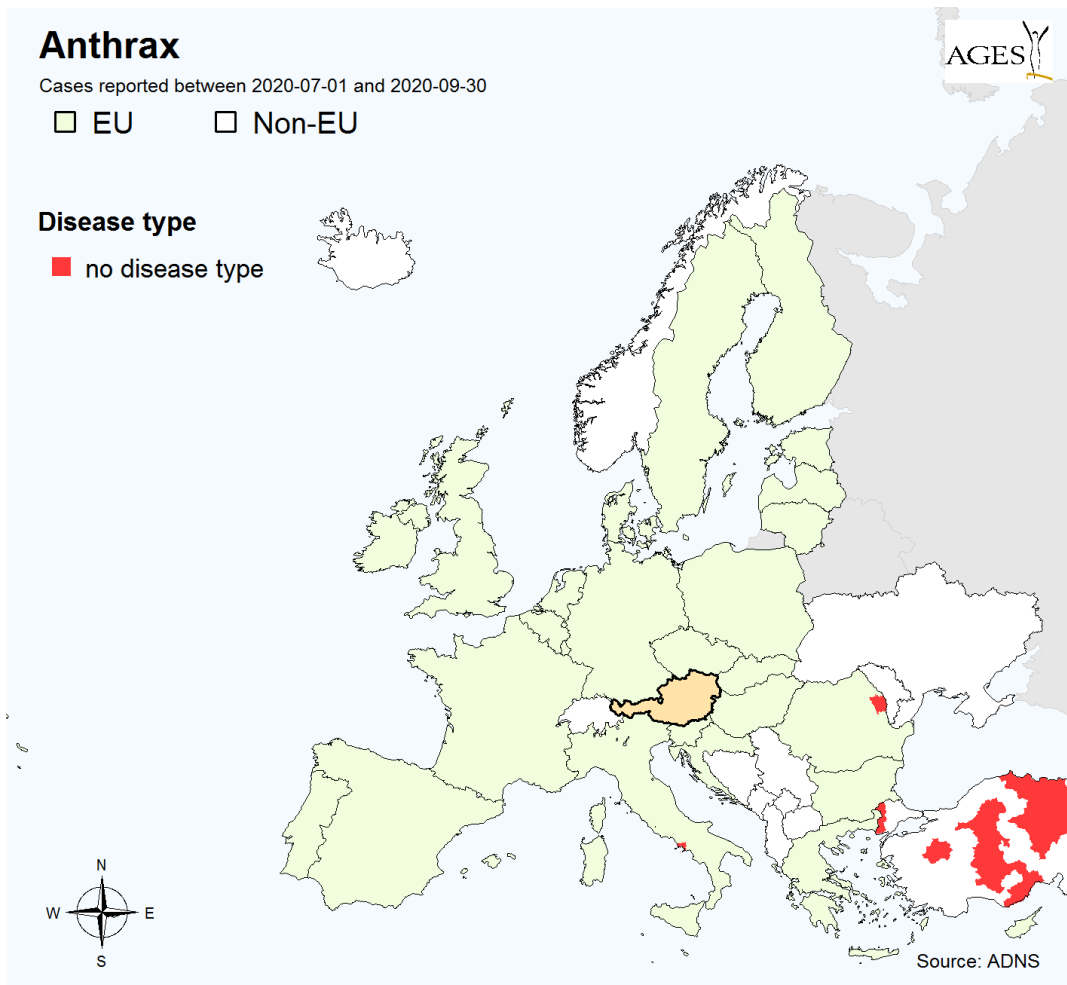 Anthrax
Cases reported between 2020-07-01 and 2020-09-30
EU
Non-EU
AGES
Disease type
no disease type
N
W
E
S
Source: ADNS